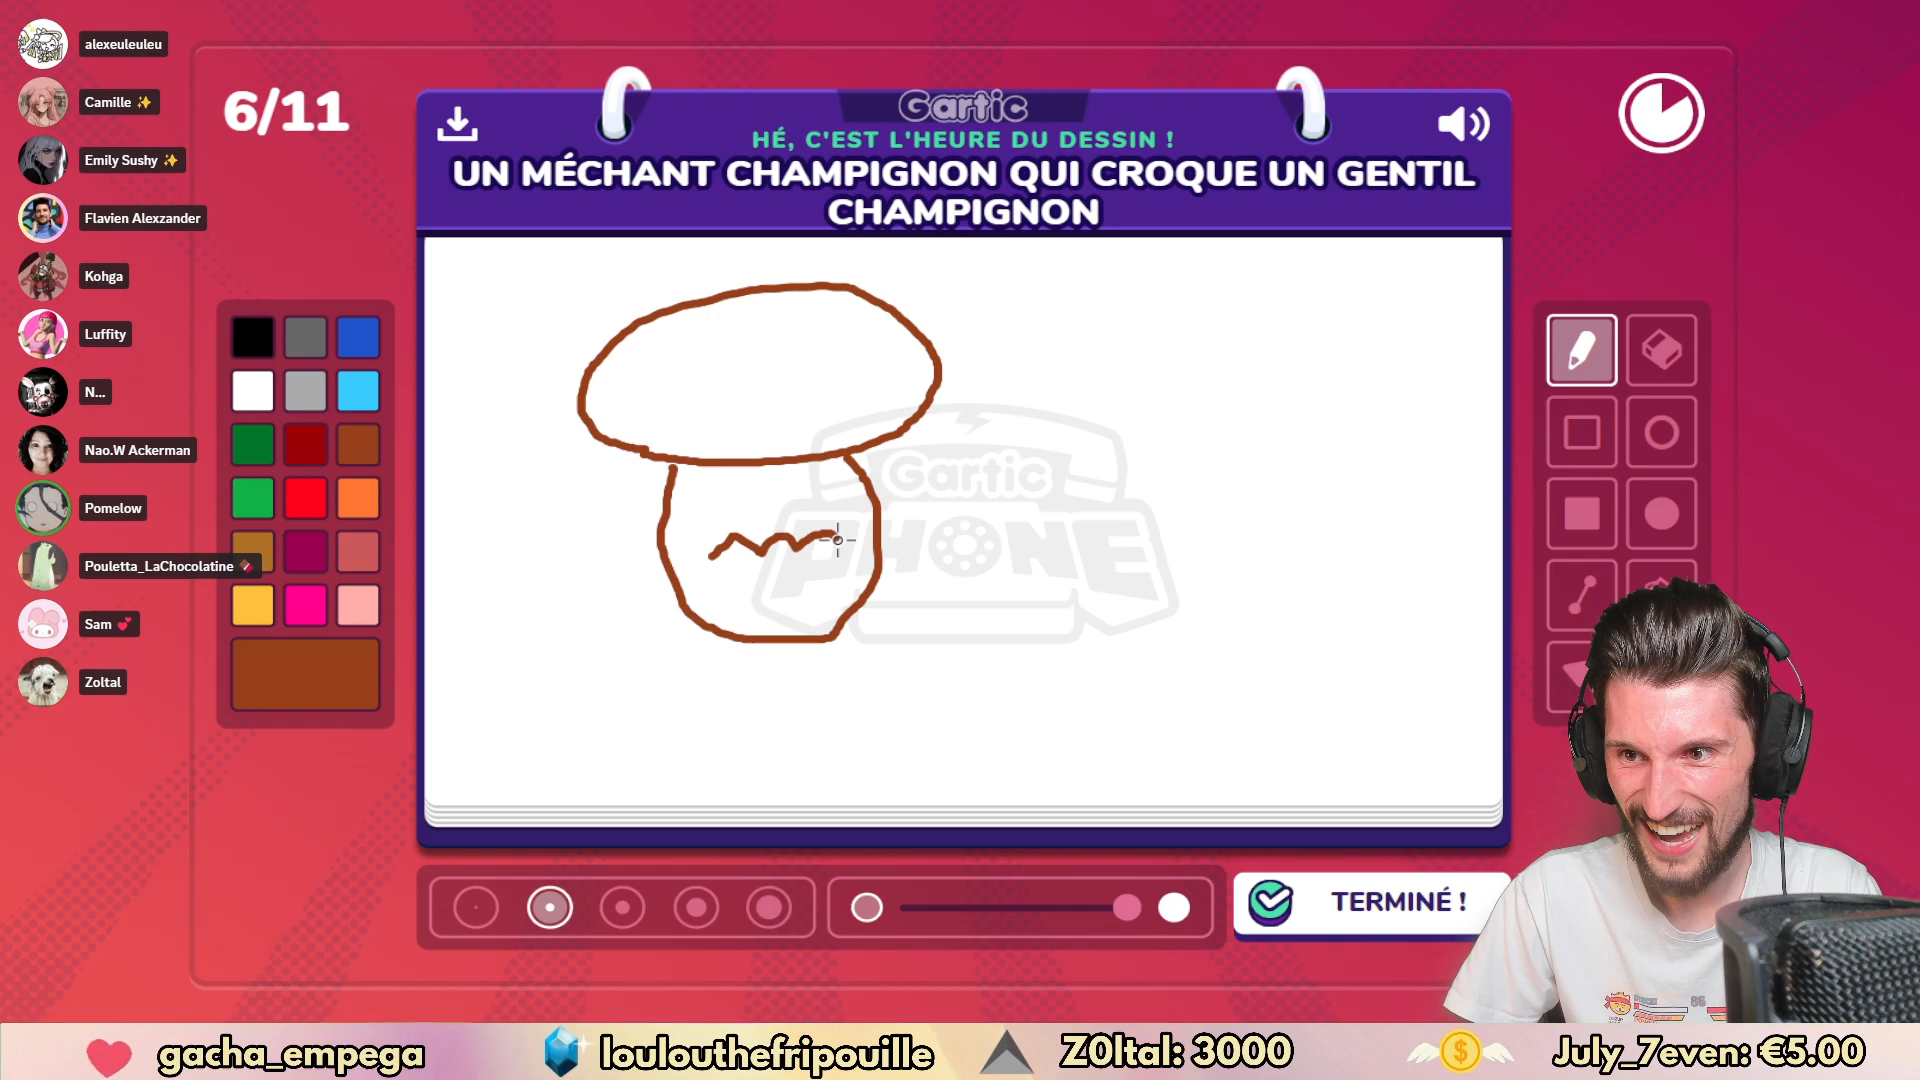 alexeuleuleu
Camille
Emily Sushy
Flavien Alexzander
Kohga
Luffity
N...
Nao.W Ackerman
Pomelow
Pouletta_LaChocolatine
Sam
Zoltal
6/11
Gartic
HÉ, C'EST L'HEURE DU DESSIN !
UN MÉCHANT CHAMPIGNON QUI CROQUE UN GENTIL
CHAMPIGNON
Gartic
PHONE
TERMINÉ !
gacha_empega
loulouthefripouille
Z0ltal: 3000
July_7even: €5.00